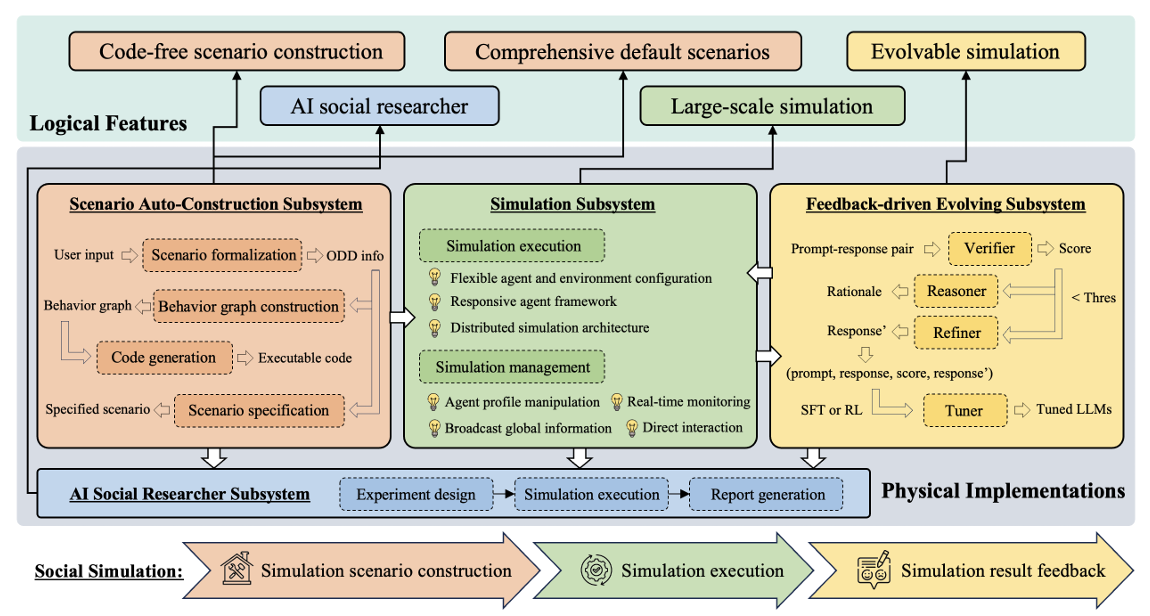 Code-free scenario construction
Comprehensive default scenarios
Evolvable simulation
AI social researcher
Large-scale simulation
Logical Features
Scenario Auto-Construction Subsystem
User input
Scenario formalization
ODD info
Behavior graph
Behavior graph construction
Code generation
Executable code
Specified scenario
Scenario specification
Simulation Subsystem
Simulation execution
Flexible agent and environment configuration
Responsive agent framework
Distributed simulation architecture
Simulation management
Agent profile manipulation
Real-time monitoring
Broadcast global information
Direct interaction
Feedback-driven Evolving Subsystem
Prompt-response pair
Verifier
Score
Rationale
Reasoner
< Thres
Response’
Refiner
(prompt, response, score, response’)
SFT or RL
Tuner
Tuned LLMs
AI Social Researcher Subsystem
Experiment design
Simulation execution
Report generation
Physical Implementations
Social Simulation:
Simulation scenario construction
Simulation execution
Simulation result feedback